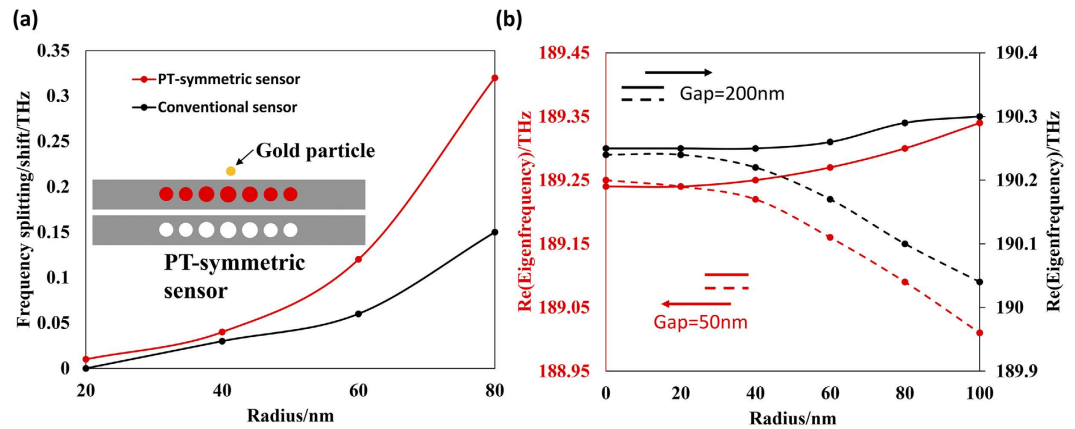 (a)
Frequency splitting/shift/THz
0.35
0.3
0.25
0.2
0.15
0.1
0.05
0
PT-symmetric sensor
Conventional sensor
Gold particle
PT-symmetric
sensor
20
40
60
80
Radius/nm
(b)
Re(Eigenfrequency)/THz
189.45
189.35
189.25
189.15
189.05
188.95
Gap=200nm
Gap=50nm
190.4
190.3
190.2
190.1
190
189.9
Re(Eigenfrequency)/THz
0
20
40
60
80
100
Radius/nm